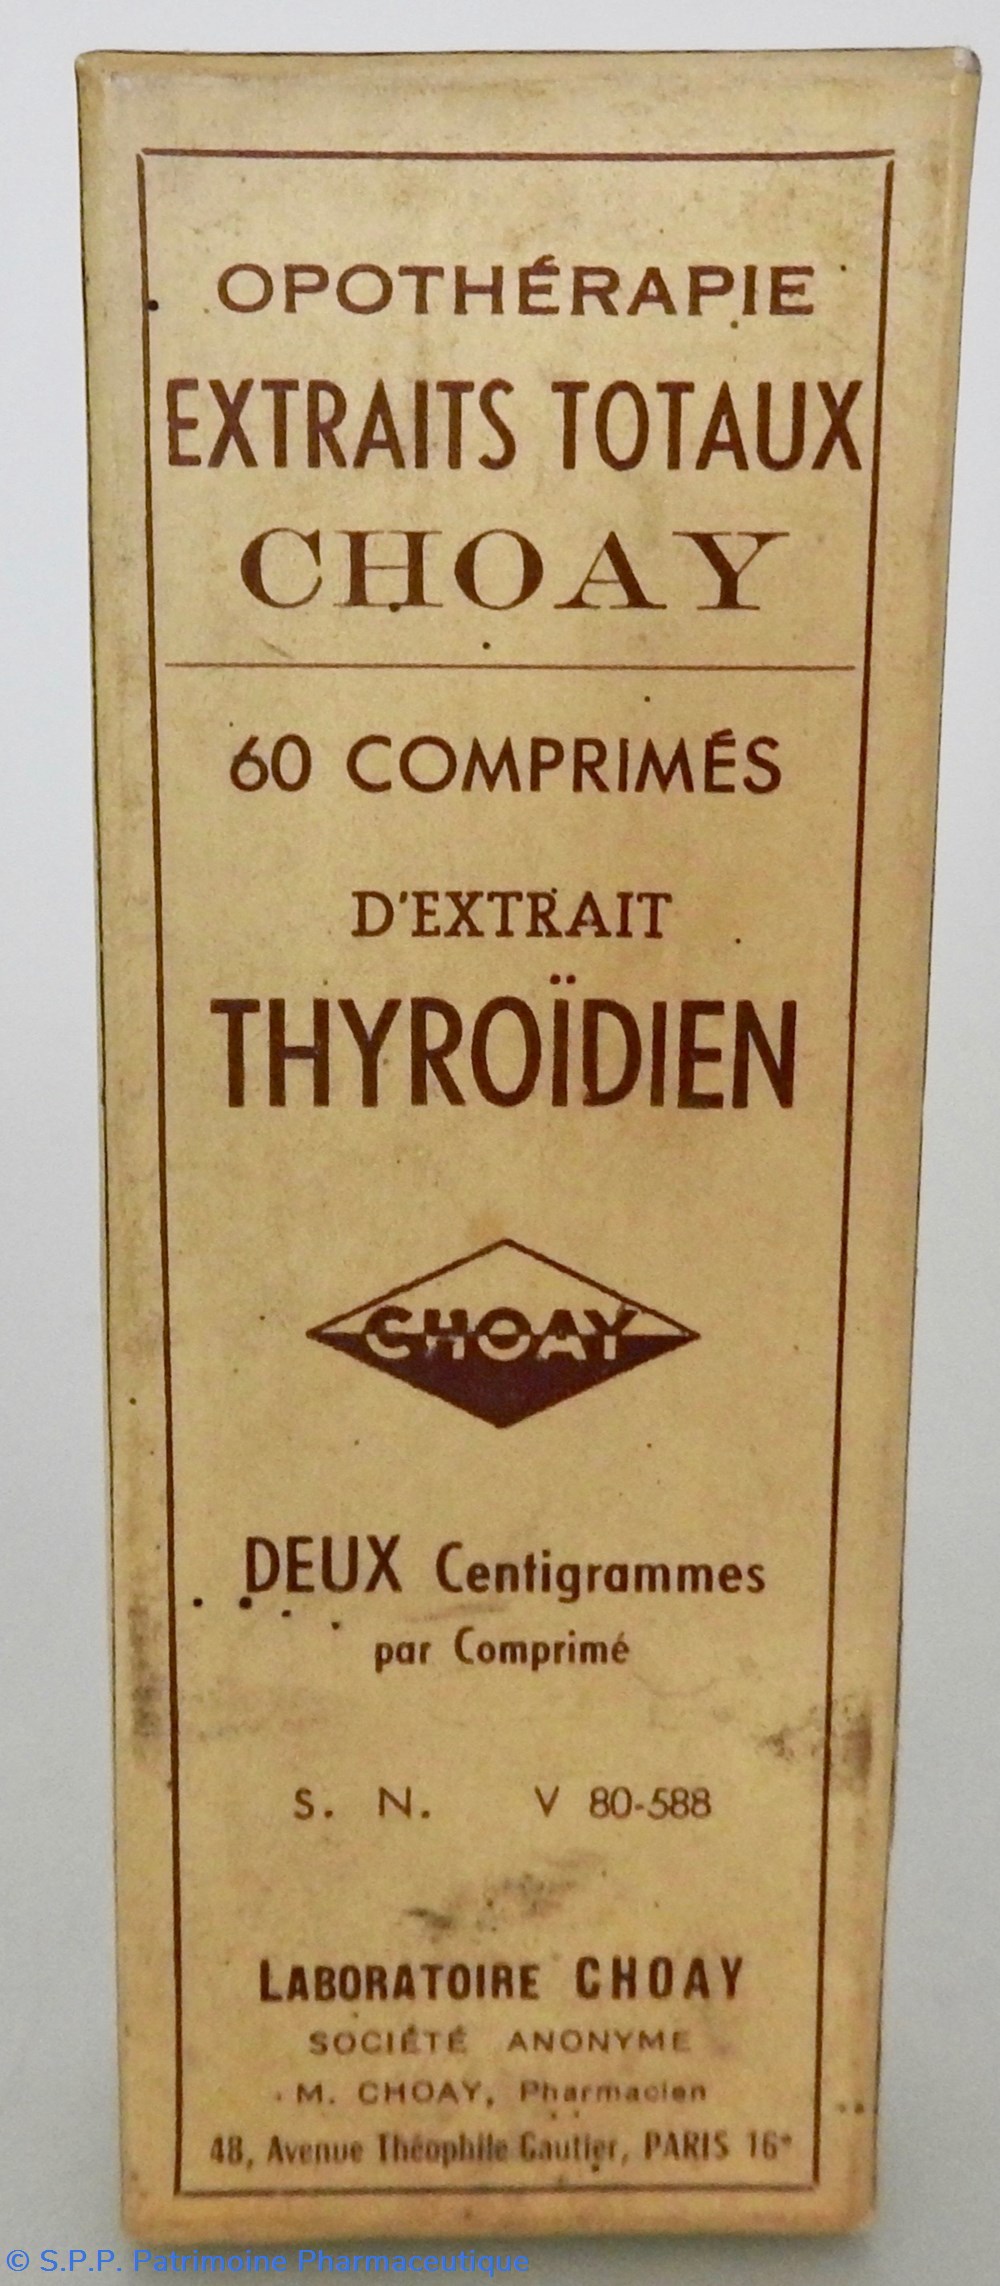 OPOTHÉRAPIE
EXTRAITS TOTAUX
CHOAY
60 COMPRIMÉS
D'EXTRAIT
THYROÏDIEN
CHOAY
DEUX Centigrammes
par Comprimé
S. N. V 80-588
LABORATOIRE CHOAY
SOCIÉTÉ ANONYME
M. CHOAY, Pharmacien
48, Avenue Théophile Gautier, PARIS 16e
© S.P.P. Patrimoine Pharmaceutique